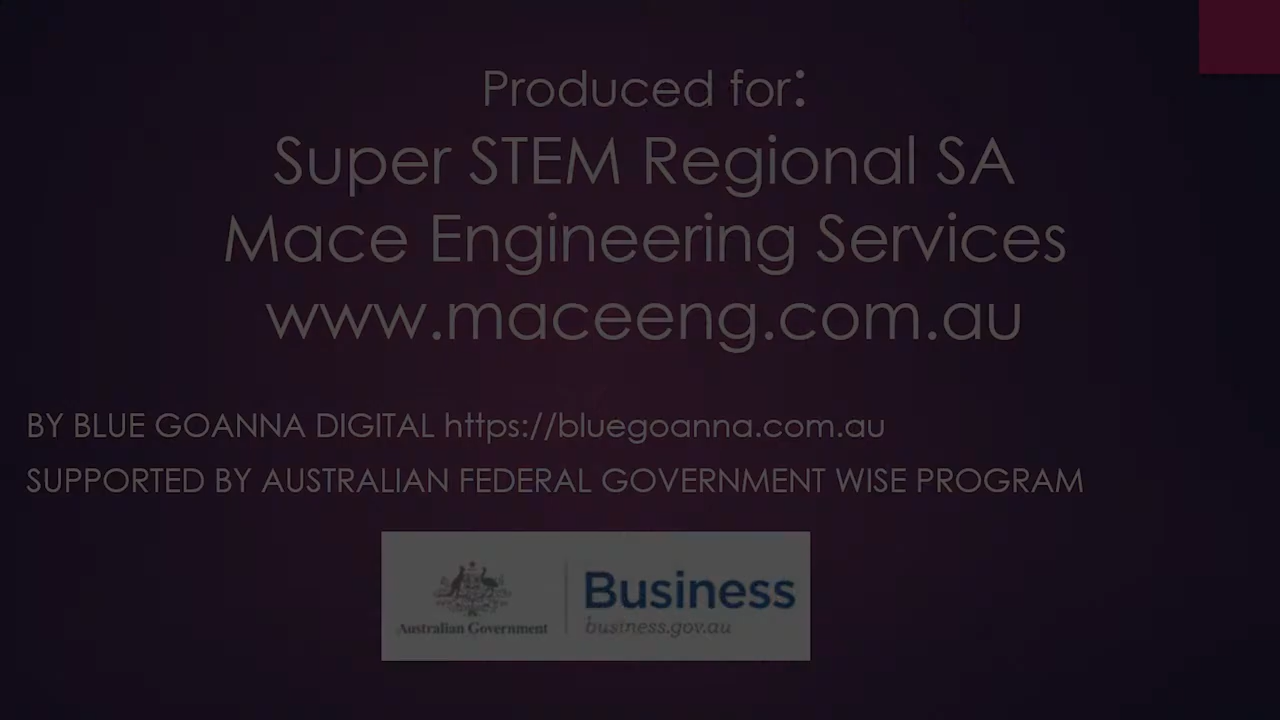 Produced for:
Super STEM Regional SA
Mace Engineering Services
www.maceeng.com.au
BY BLUE GOANNA DIGITAL https://bluegoanna.com.au
SUPPORTED BY AUSTRALIAN FEDERAL GOVERNMENT WISE PROGRAM
Australian Government
Business
business.gov.au